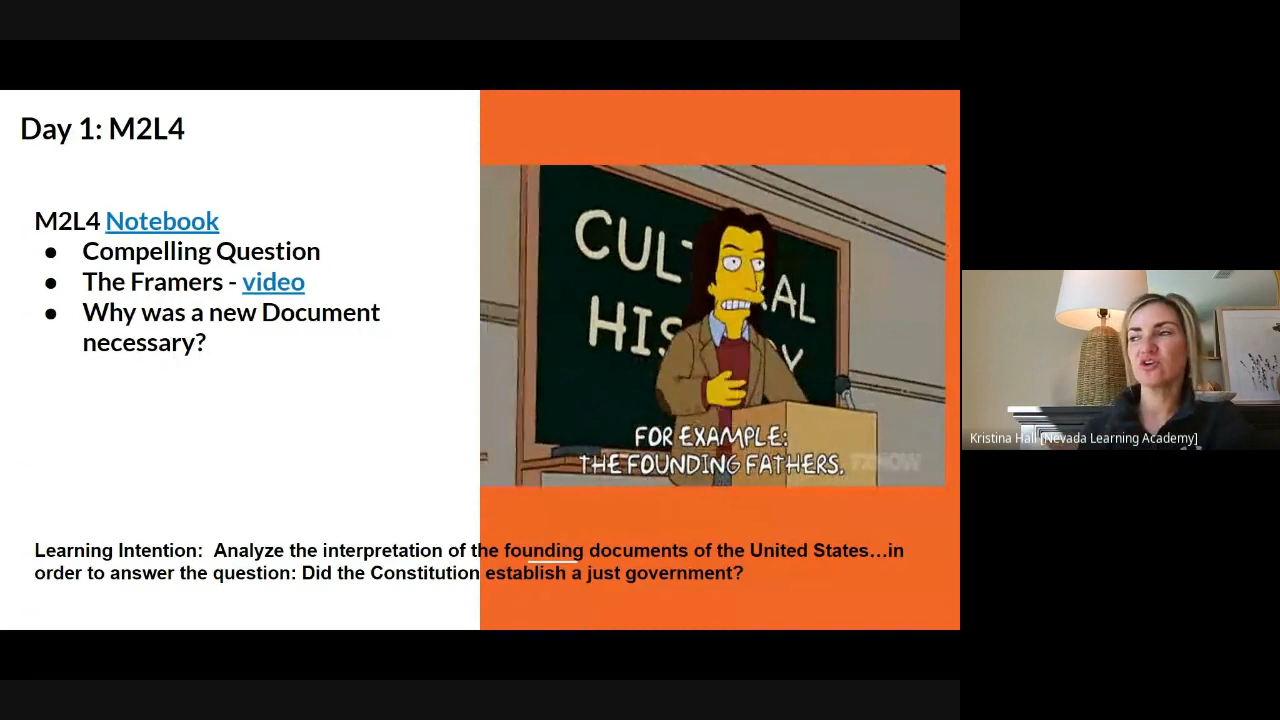 Day 1: M2L4
M2L4 Notebook
● Compelling Question
● The Framers - video
● Why was a new Document
necessary?
CUL RAL
HIS Y
FOR EXAMPLE:
THE FOUNDING FATHERS.
FXNOW
Learning Intention:  Analyze the interpretation of the founding documents of the United States…in
order to answer the question: Did the Constitution establish a just government?
Kristina Hall [Nevada Learning Academy]